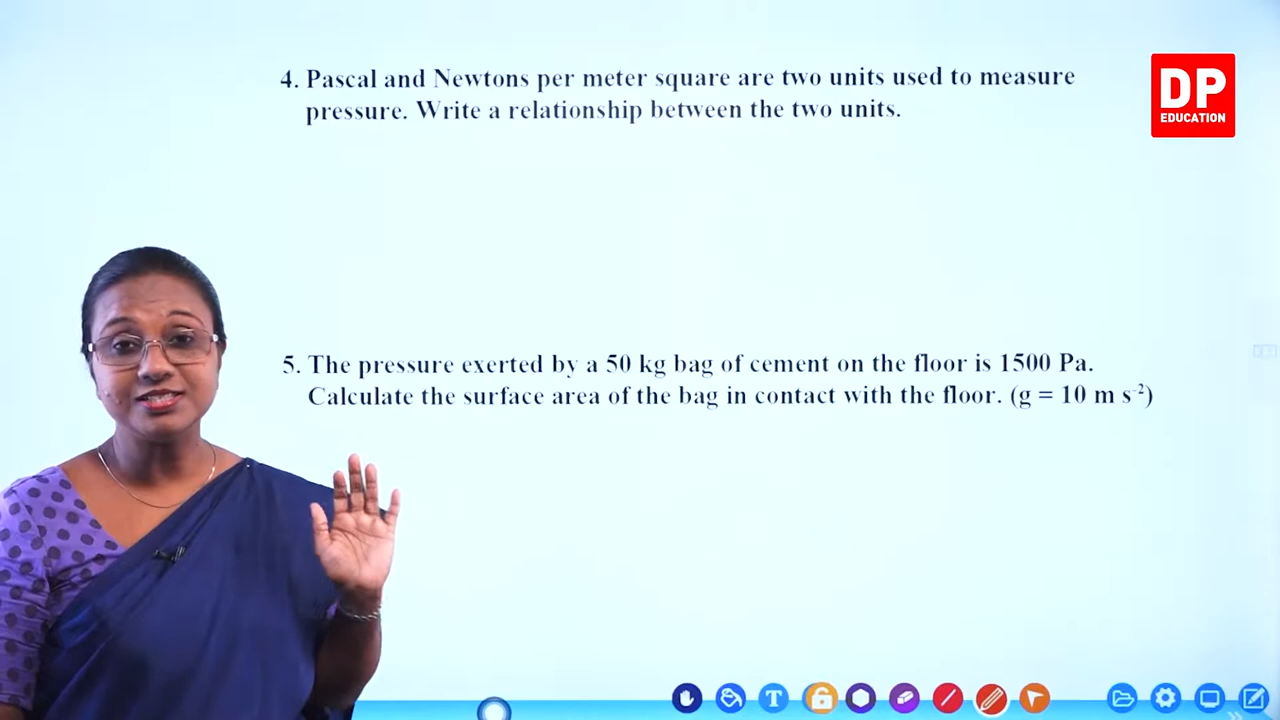 4. Pascal and Newtons per meter square are two units used to measure
pressure. Write a relationship between the two units.
DP
EDUCATION
5. The pressure exerted by a 50 kg bag of cement on the floor is 1500 Pa.
Calculate the surface area of the bag in contact with the floor. (g = 10 m s⁻²)
T